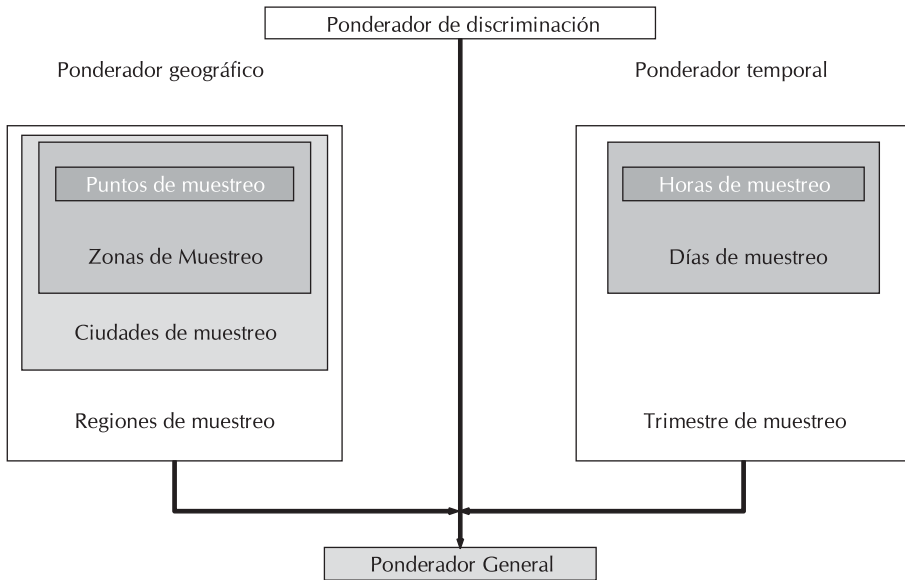 Ponderador de discriminación
Ponderador geográfico
Ponderador temporal
Puntos de muestreo
Zonas de Muestreo
Ciudades de muestreo
Regiones de muestreo
Horas de muestreo
Días de muestreo
Trimestre de muestreo
Ponderador General